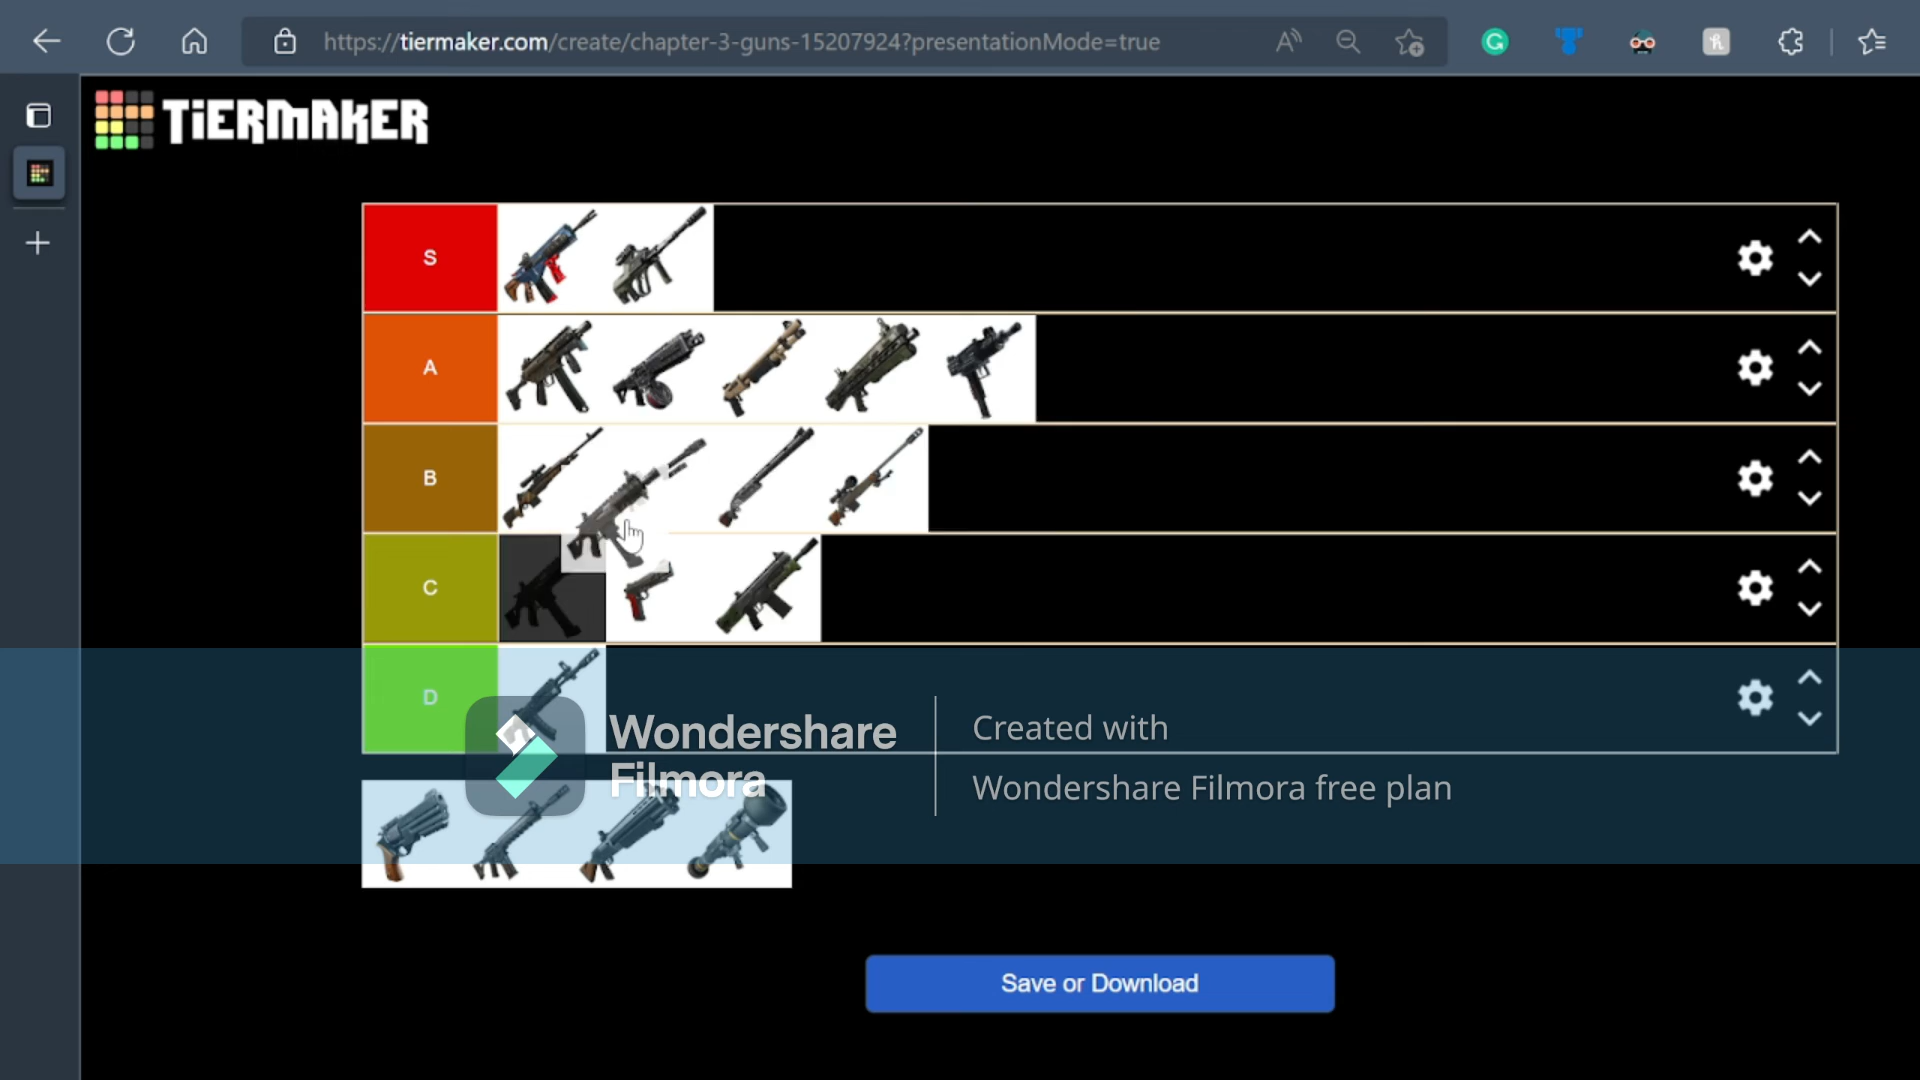 https://tiermaker.com/create/chapter-3-guns-15207924?presentationMode=true
TiERMAKER
S
A
B
C
D
Wondershare
Filmora
Created with
Wondershare Filmora free plan
Save or Download